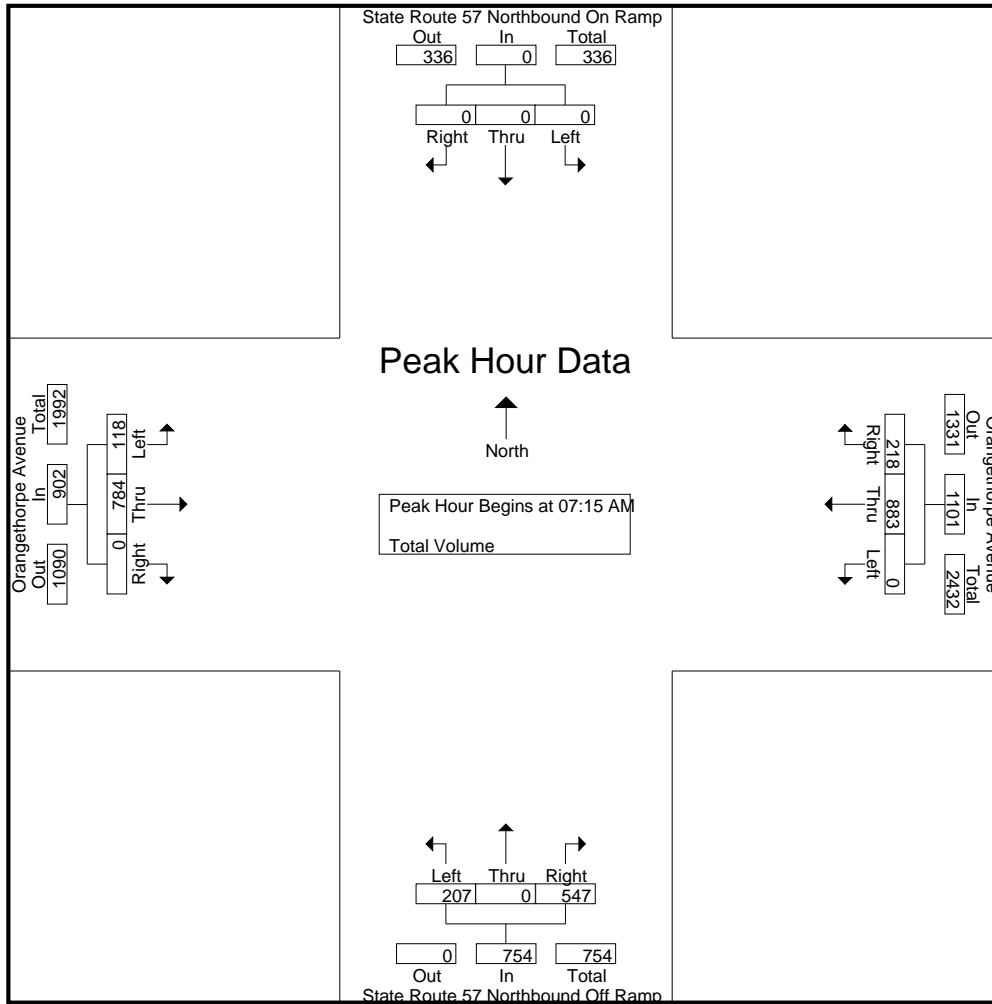 State Route 57 Northbound On Ramp
Out In Total
336 0 336
0 0 0
Right Thru Left
Peak Hour Data
North
Peak Hour Begins at 07:15 AM
Total Volume
Orangethorpe Avenue
Out In Total
1090 902 1992
0 784 118
Right Thru Left
Orangethorpe Avenue
Out In Total
1331 1101 2432
218 883 0
Right Thru Left
Left Thru Right
207 0 547
0 754 754
Out In Total
State Route 57 Northbound Off Ramp